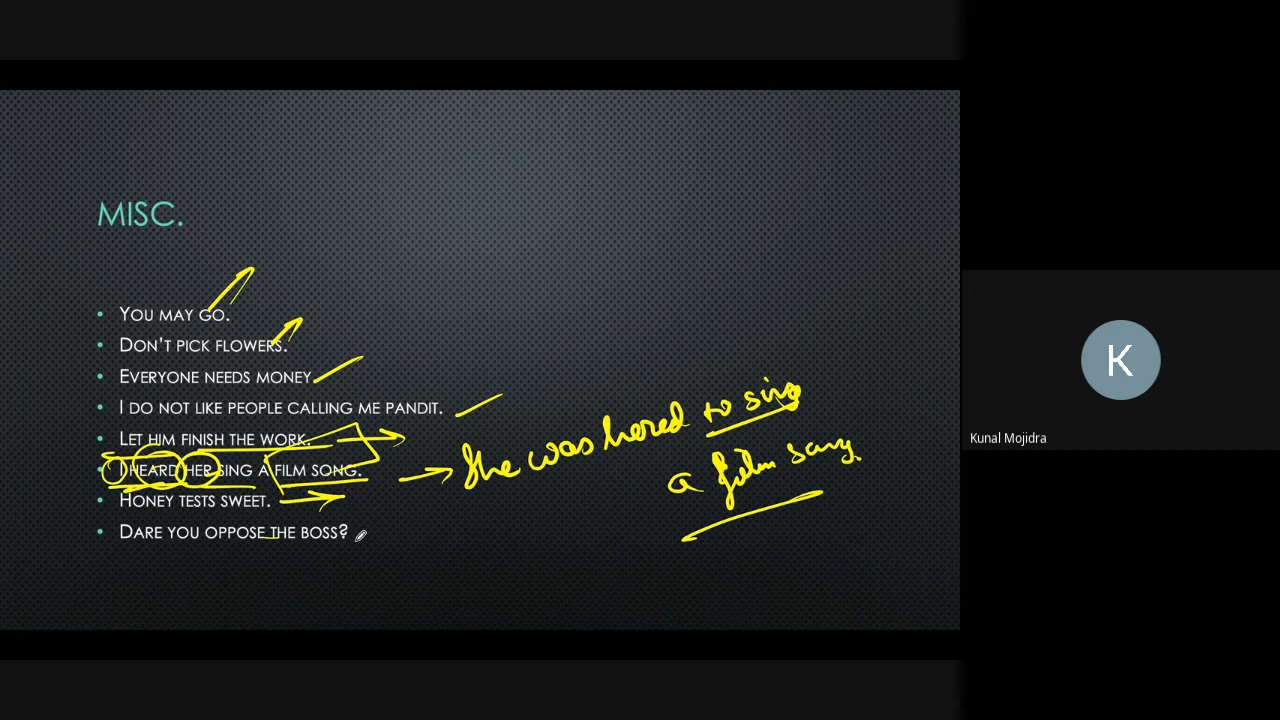 MISC.
• YOU MAY GO.
• DON'T PICK FLOWERS.
• EVERYONE NEEDS MONEY
• I DO NOT LIKE PEOPLE CALLING ME PANDIT.
• LET HIM FINISH THE WORK.
• I HEARD HER SING A FILM SONG.
• HONEY TESTS SWEET.
• DARE YOU OPPOSE THE BOSS?
She was hered to sing
a film song.
K
Kunal Mojidra